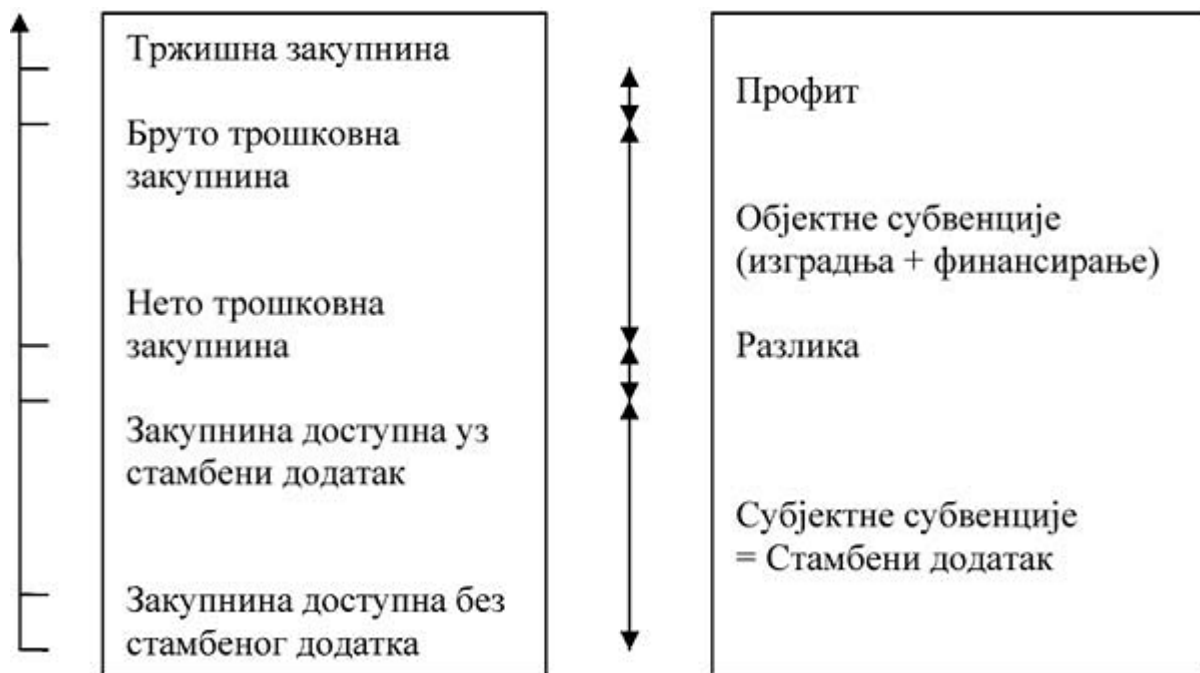 Тржишна закупнина
Бруто трошковна
закупнина
Нето трошковна
закупнина
Закупнина доступна уз
стамбени додатак
Закупнина доступна без
стамбеног додатка
Профит
Објектне субвенције
(изградња + финансирање)
Разлика
Субјектне субвенције
= Стамбени додатак